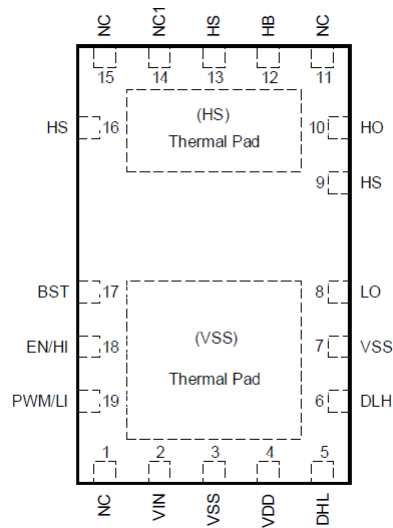 NC
NC1
HS
HB
NC
15
14
13
12
11
HS
16
(HS)
Thermal Pad
10
HO
9
HS
BST
17
8
LO
EN/HI
18
(VSS)
Thermal Pad
7
VSS
PWM/LI
19
6
DLH
1
2
3
4
5
NC
VIN
VSS
VDD
DHL